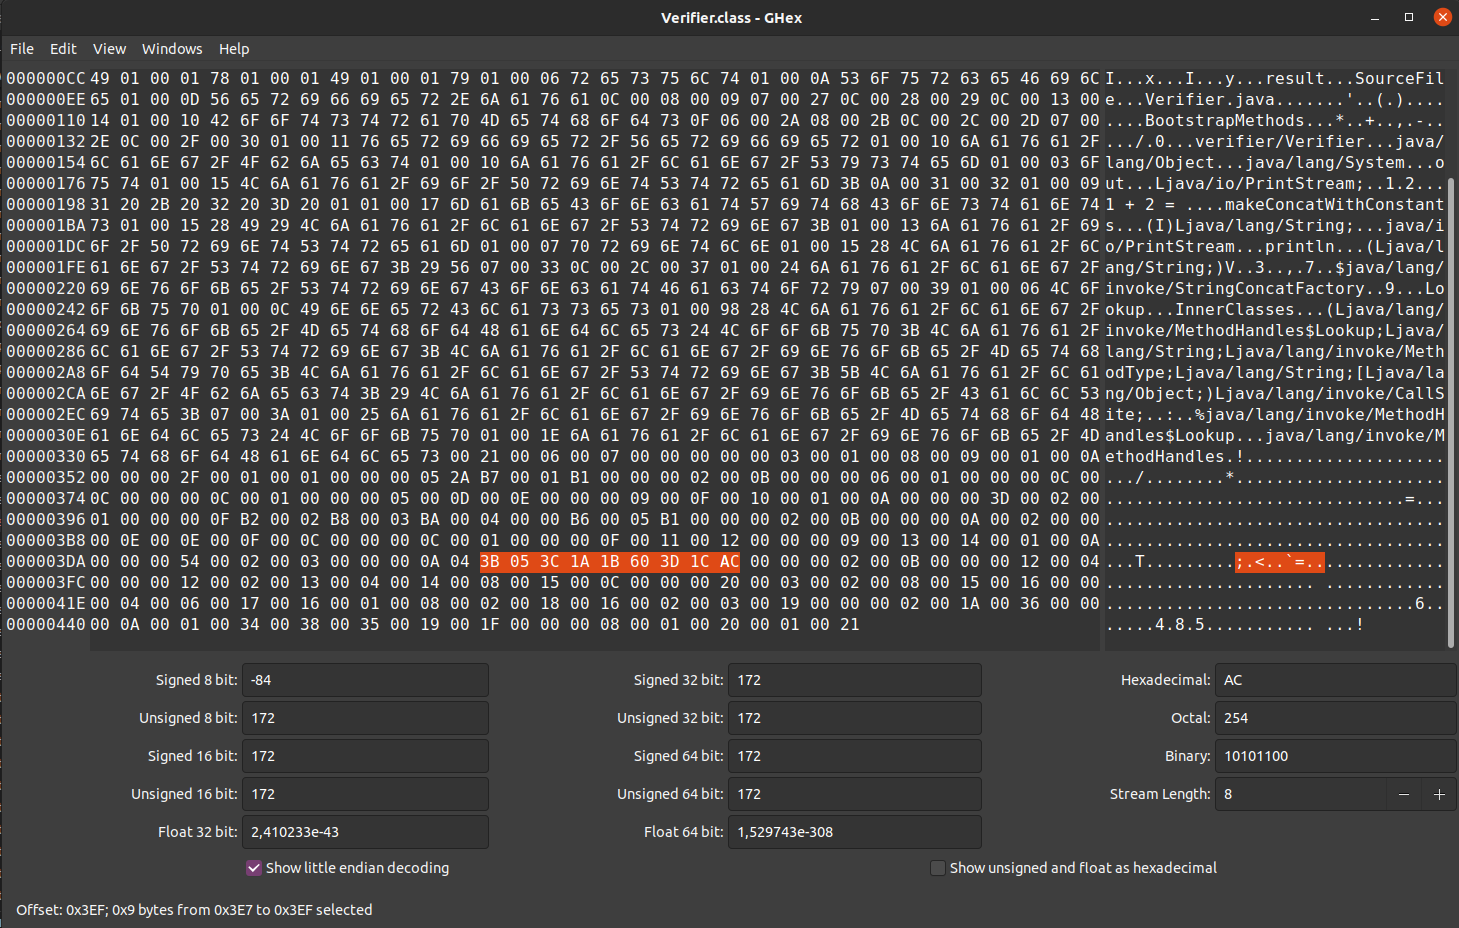 Verifier.class - GHex
File Edit View Windows Help
000000CC 49 01 00 01 78 01 00 01 49 01 00 01 79 01 00 06 72 65 73 75 6C 74 01 00 0A 53 6F 75 72 63 65 46 69 6C I...x...I...y...result...SourceFil
000000EE 65 01 00 0D 56 65 72 69 66 69 65 72 2E 6A 61 76 61 0C 00 08 00 09 07 00 27 0C 00 28 00 29 0C 00 13 00 e...Verifier.java.......'..(.)....
00000110 14 01 00 10 42 6F 6F 74 73 74 72 61 70 4D 65 74 68 6F 64 73 0F 06 00 2A 08 00 2B 0C 00 2C 00 2D 07 00 ....BootstrapMethods...*..+..,.-..
00000132 2E 0C 00 2F 00 30 01 00 11 76 65 72 69 66 69 65 72 2F 56 65 72 69 66 69 65 72 01 00 10 6A 61 76 61 2F .../.0...verifier/Verifier...java/
00000154 6C 61 6E 67 2F 4F 62 6A 65 63 74 01 00 10 6A 61 76 61 2F 6C 61 6E 67 2F 53 79 73 74 65 6D 01 00 03 6F lang/Object...java/lang/System...o
00000176 75 74 01 00 15 4C 6A 61 76 61 2F 69 6F 2F 50 72 69 6E 74 53 74 72 65 61 6D 3B 0A 00 31 00 32 01 00 09 ut...Ljava/io/PrintStream;..1.2...
00000198 31 20 2B 20 32 20 3D 20 01 01 00 17 6D 61 6B 65 43 6F 6E 63 61 74 57 69 74 68 43 6F 6E 73 74 61 6E 74 1 + 2 = ....makeConcatWithConstant
000001BA 73 01 00 15 28 49 29 4C 6A 61 76 61 2F 6C 61 6E 67 2F 53 74 72 69 6E 67 3B 01 00 13 6A 61 76 61 2F 69 s...(I)Ljava/lang/String;...java/i
000001DC 6F 2F 50 72 69 6E 74 53 74 72 65 61 6D 01 00 07 70 72 69 6E 74 6C 6E 01 00 15 28 4C 6A 61 76 61 2F 6C o/PrintStream...println...(Ljava/l
000001FE 61 6E 67 2F 53 74 72 69 6E 67 3B 29 56 07 00 33 0C 00 2C 00 37 01 00 24 6A 61 76 61 2F 6C 61 6E 67 2F ang/String;)V..3..,.7..$java/lang/
00000220 69 6E 76 6F 6B 65 2F 53 74 72 69 6E 67 43 6F 6E 63 61 74 46 61 63 74 6F 72 79 07 00 39 01 00 06 4C 6F invoke/StringConcatFactory..9...Lo
00000242 6F 6B 75 70 01 00 0C 49 6E 6E 65 72 43 6C 61 73 73 65 73 01 00 98 28 4C 6A 61 76 61 2F 6C 61 6E 67 2F okup...InnerClasses...(Ljava/lang/
00000264 69 6E 76 6F 6B 65 2F 4D 65 74 68 6F 64 48 61 6E 64 6C 65 73 24 4C 6F 6F 6B 75 70 3B 4C 6A 61 76 61 2F invoke/MethodHandles$Lookup;Ljava/
00000286 6C 61 6E 67 2F 53 74 72 69 6E 67 3B 4C 6A 61 76 61 2F 6C 61 6E 67 2F 69 6E 76 6F 6B 65 2F 4D 65 74 68 lang/String;Ljava/lang/invoke/Meth
000002A8 6F 64 54 79 70 65 3B 4C 6A 61 76 61 2F 6C 61 6E 67 2F 53 74 72 69 6E 67 3B 5B 4C 6A 61 76 61 2F 6C 61 odType;Ljava/lang/String;[Ljava/la
000002CA 6E 67 2F 4F 62 6A 65 63 74 3B 29 4C 6A 61 76 61 2F 6C 61 6E 67 2F 69 6E 76 6F 6B 65 2F 43 61 6C 6C 53 ng/Object;)Ljava/lang/invoke/CallS
000002EC 69 74 65 3B 07 00 3A 01 00 25 6A 61 76 61 2F 6C 61 6E 67 2F 69 6E 76 6F 6B 65 2F 4D 65 74 68 6F 64 48 ite;..:..%java/lang/invoke/MethodH
0000030E 61 6E 64 6C 65 73 24 4C 6F 6F 6B 75 70 01 00 1E 6A 61 76 61 2F 6C 61 6E 67 2F 69 6E 76 6F 6B 65 2F 4D andles$Lookup...java/lang/invoke/M
00000330 65 74 68 6F 64 48 61 6E 64 6C 65 73 00 21 00 06 00 07 00 00 00 00 00 03 00 01 00 08 00 09 00 01 00 0A ethodHandles.!....................
00000352 00 00 00 2F 00 01 00 01 00 00 00 05 2A B7 00 01 B1 00 00 00 02 00 0B 00 00 00 06 00 01 00 00 00 0C 00 .../........*.....................
00000374 0C 00 00 00 0C 00 01 00 00 00 05 00 0D 00 0E 00 00 00 09 00 0F 00 10 00 01 00 0A 00 00 00 3D 00 02 00 ..............................=...
00000396 01 00 00 00 0F B2 00 02 B8 00 03 BA 00 04 00 00 B6 00 05 B1 00 00 00 02 00 0B 00 00 00 0A 00 02 00 00 ..................................
000003B8 00 0E 00 0E 00 0F 00 0C 00 00 00 0C 00 01 00 00 00 0F 00 11 00 12 00 00 00 09 00 13 00 14 00 01 00 0A ..................................
000003DA 00 00 00 54 00 02 00 03 00 00 00 0A 04 3B 05 3C 1A 1B 60 3D 1C AC 00 00 00 02 00 0B 00 00 00 12 00 04 ...T.........;.<..`=..............
000003FC 00 00 00 12 00 02 00 13 00 04 00 14 00 08 00 15 00 0C 00 00 00 20 00 03 00 02 00 08 00 15 00 16 00 00 ..................... ............
0000041E 00 04 00 06 00 17 00 16 00 01 00 08 00 02 00 18 00 16 00 02 00 03 00 19 00 00 00 02 00 1A 00 36 00 00 ...............................6..
00000440 00 0A 00 01 00 34 00 38 00 35 00 19 00 1F 00 00 00 08 00 01 00 20 00 01 00 21 .....4.8.5........... ...!
Signed 8 bit: -84 Signed 32 bit: 172 Hexadecimal: AC
Unsigned 8 bit: 172 Unsigned 32 bit: 172 Octal: 254
Signed 16 bit: 172 Signed 64 bit: 172 Binary: 10101100
Unsigned 16 bit: 172 Unsigned 64 bit: 172 Stream Length: 8
Float 32 bit: 2,410233e-43 Float 64 bit: 1,529743e-308
Show little endian decoding Show unsigned and float as hexadecimal
Offset: 0x3EF; 0x9 bytes from 0x3E7 to 0x3EF selected